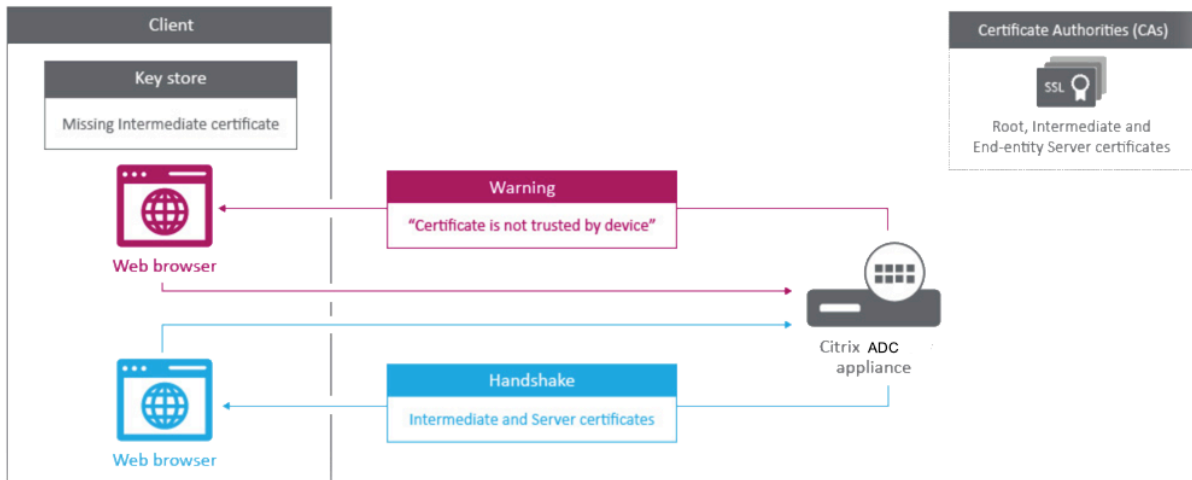 Client
Key store
Missing Intermediate certificate
Web browser
Warning
“Certificate is not trusted by device”
Certificate Authorities (CAs)
SSL
Root, Intermediate and
End-entity Server certificates
Citrix ADC
appliance
Handshake
Intermediate and Server certificates
Web browser